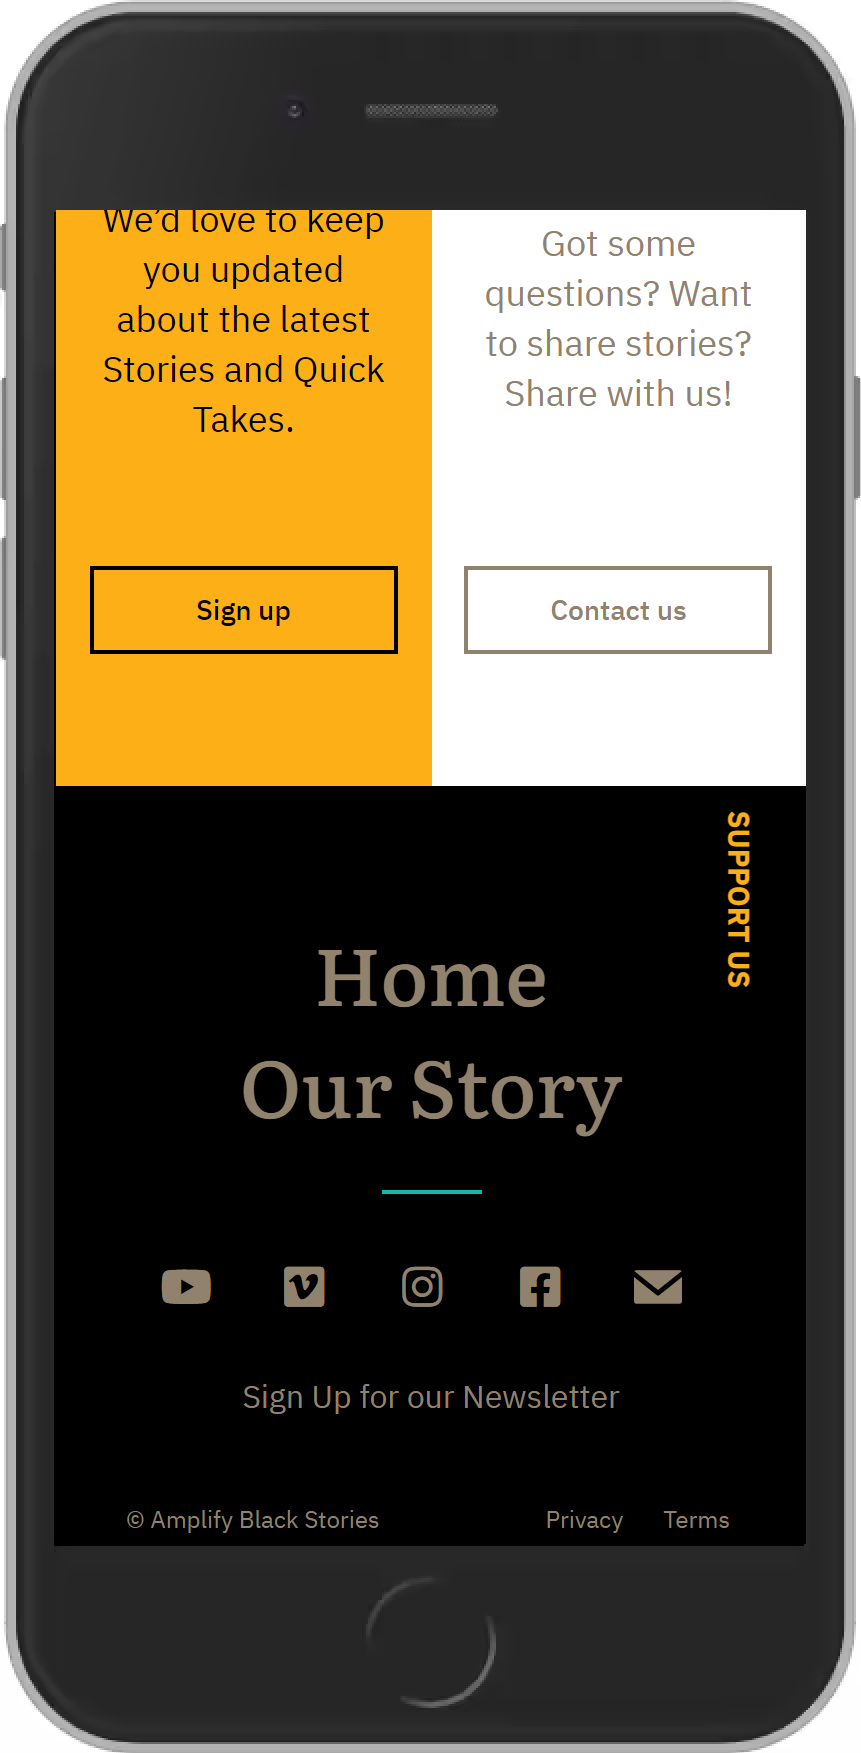 We’d love to keep
you updated
about the latest
Stories and Quick
Takes.
Sign up
Got some
questions? Want
to share stories?
Share with us!
Contact us
SUPPORT US
Home
Our Story
Sign Up for our Newsletter
© Amplify Black Stories
Privacy
Terms